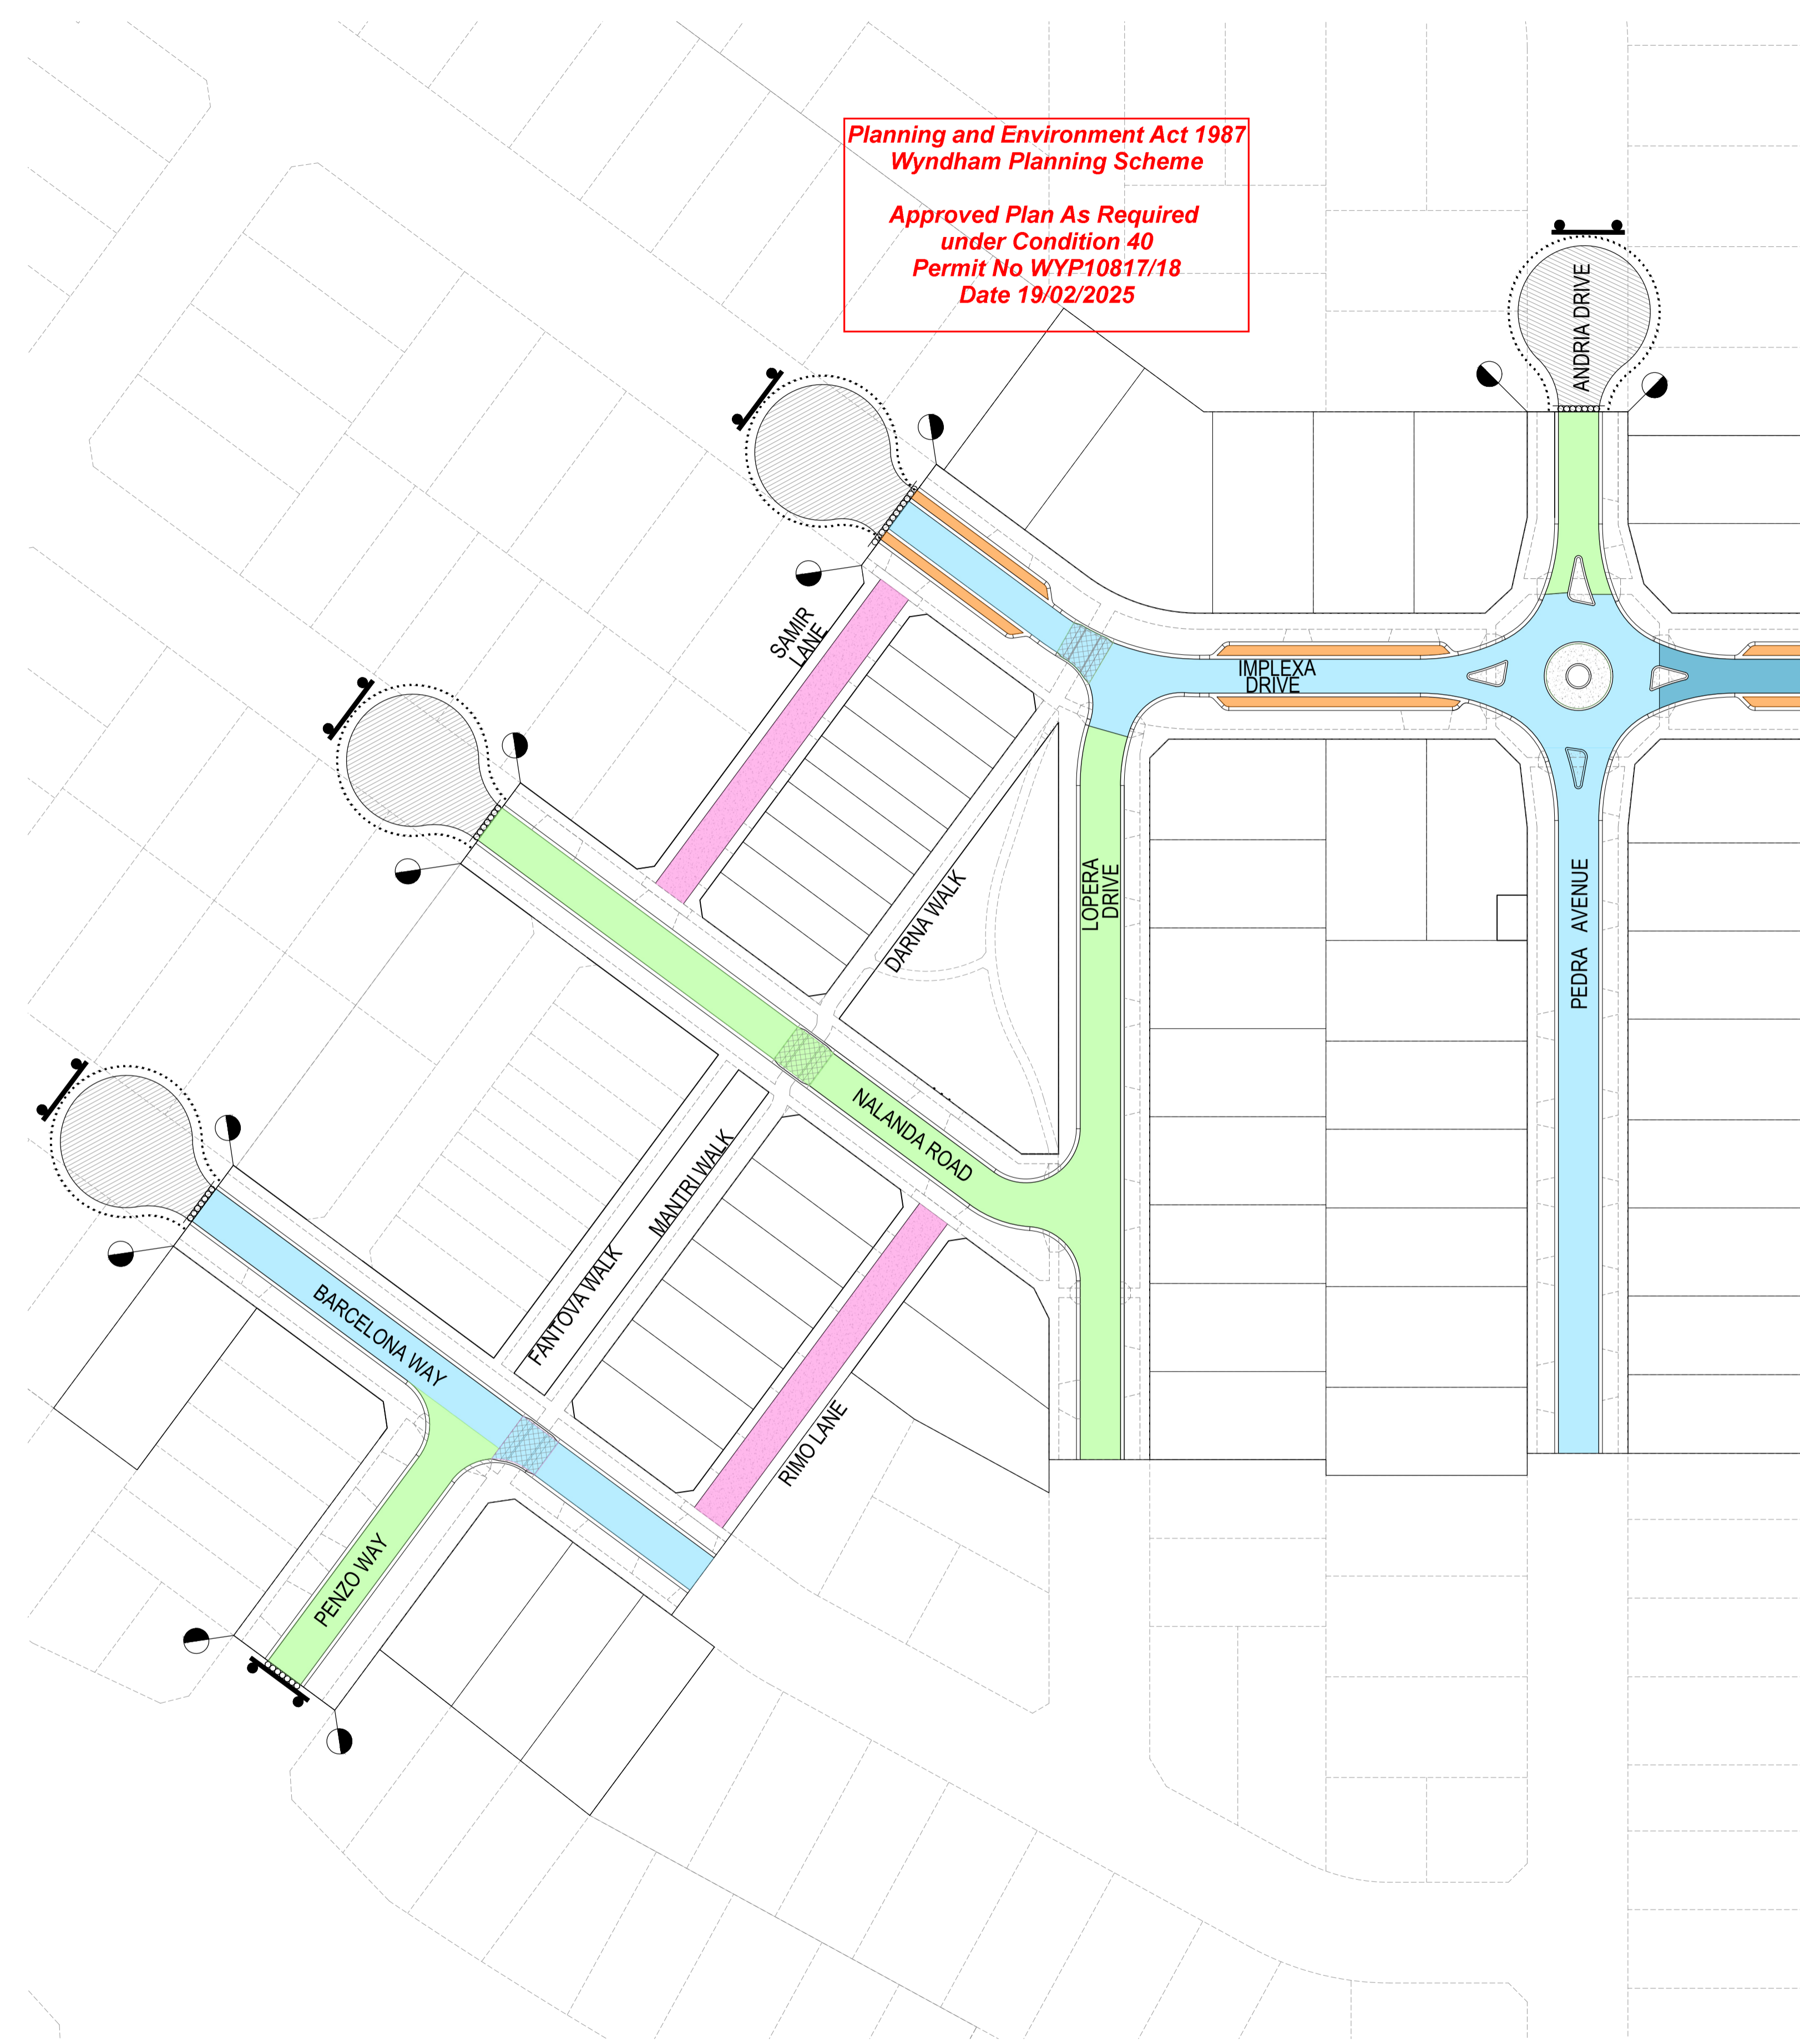 Planning and Environment Act 1987
Wyndham Planning Scheme
Approved Plan As Required
under Condition 40
Permit No WYP10817/18
Date 19/02/2025
ANDRIA DRIVE
SAMIR
LANE
IMPLEXA
DRIVE
LOPERA
DRIVE
DARNA WALK
PEDRA AVENUE
NALANDA ROAD
MANTRI WALK
FANTOVA WALK
BARCELONA WAY
RIMO LANE
PENZO WAY